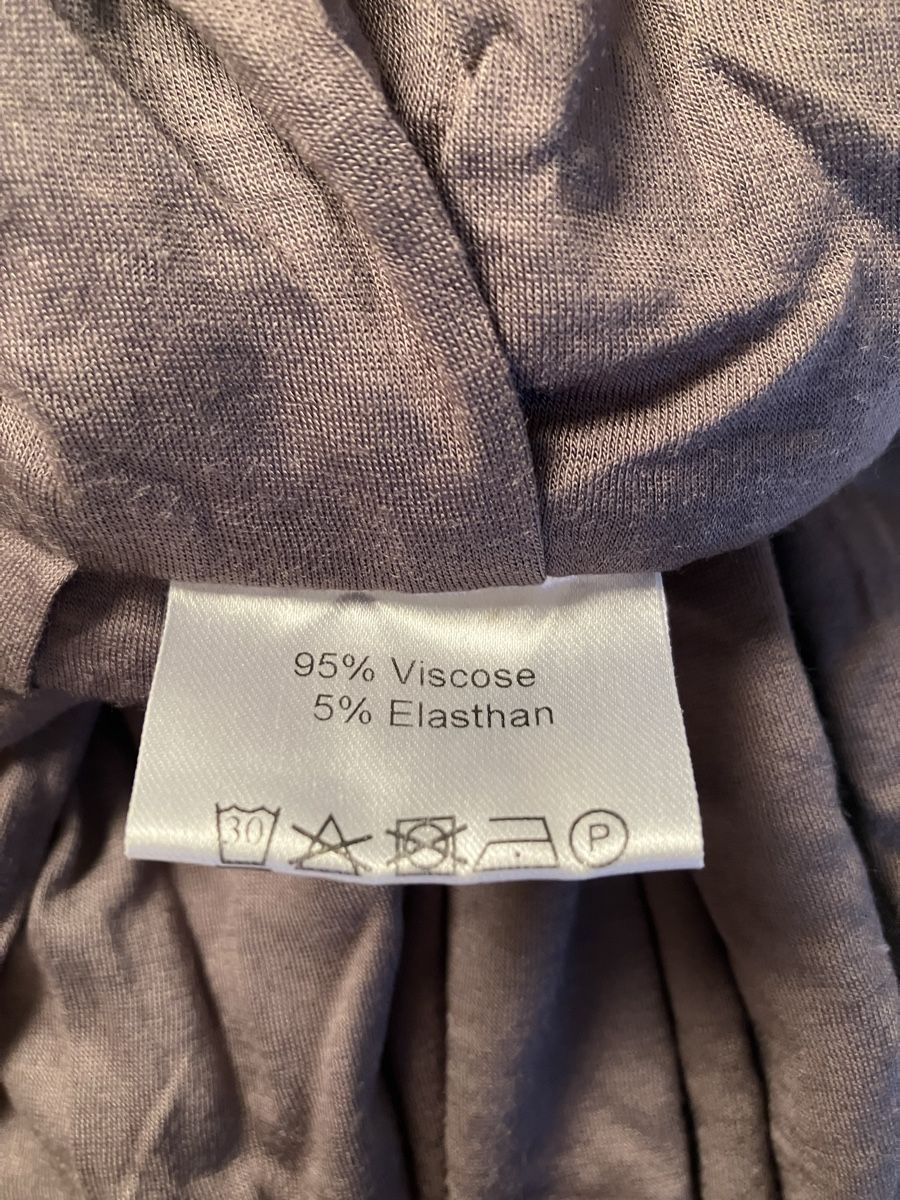 95% Viscose
5% Elasthan
30 P